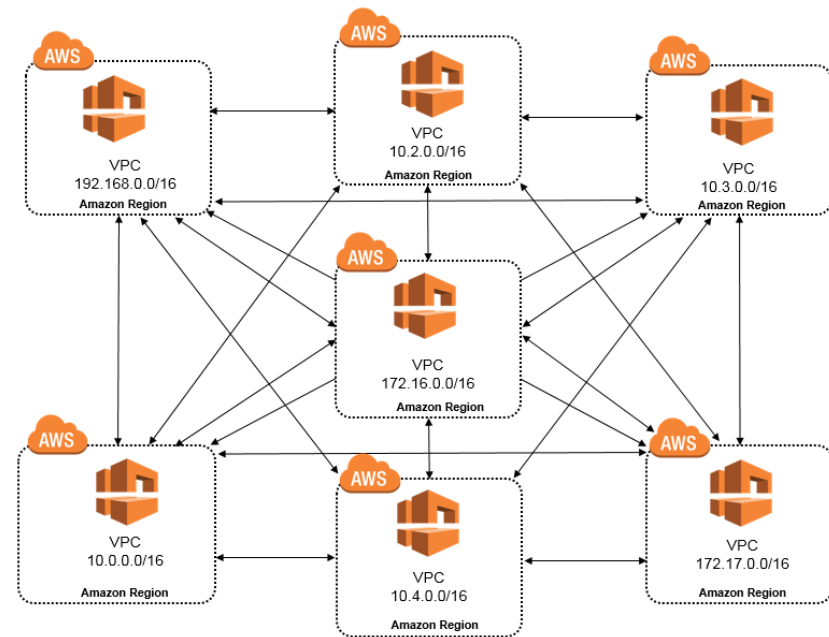 AWS
VPC
192.168.0.0/16
Amazon Region
AWS
VPC
10.2.0.0/16
Amazon Region
AWS
VPC
10.3.0.0/16
Amazon Region
AWS
VPC
172.16.0.0/16
Amazon Region
AWS
VPC
10.0.0.0/16
Amazon Region
AWS
VPC
10.4.0.0/16
Amazon Region
AWS
VPC
172.17.0.0/16
Amazon Region